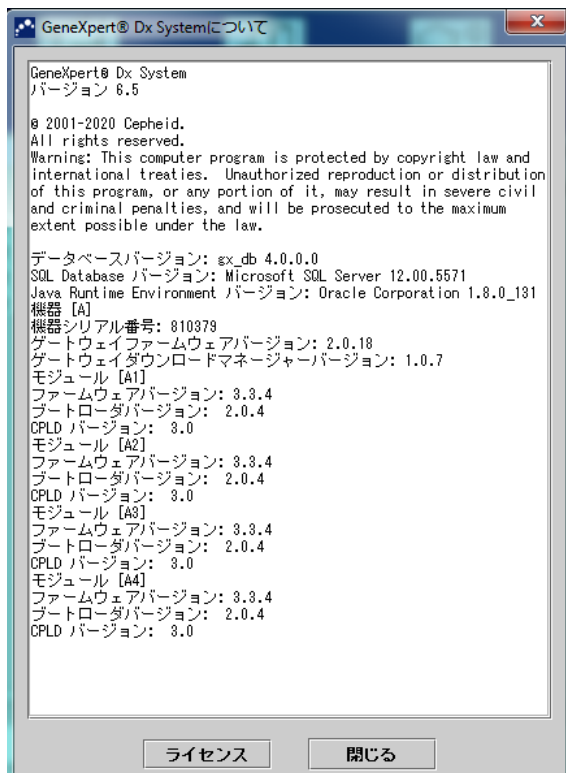 GeneXpert® Dx Systemについて
GeneXpert® Dx System
バージョン 6.5
© 2001-2020 Cepheid.
All rights reserved.
Warning: This computer program is protected by copyright law and
international treaties.  Unauthorized reproduction or distribution
of this program, or any portion of it, may result in severe civil
and criminal penalties, and will be prosecuted to the maximum
extent possible under the law.
データベースバージョン: gx_db 4.0.0.0
SQL Database バージョン: Microsoft SQL Server 12.00.5571
Java Runtime Environment バージョン: Oracle Corporation 1.8.0_131
機器 [A]
機器シリアル番号: 810379
ゲートウェイファームウェアバージョン: 2.0.18
ゲートウェイダウンロードマネージャーバージョン: 1.0.7
モジュール [A1]
ファームウェアバージョン: 3.3.4
ブートローダバージョン:  2.0.4
CPLD バージョン:  3.0
モジュール [A2]
ファームウェアバージョン: 3.3.4
ブートローダバージョン:  2.0.4
CPLD バージョン:  3.0
モジュール [A3]
ファームウェアバージョン: 3.3.4
ブートローダバージョン:  2.0.4
CPLD バージョン:  3.0
モジュール [A4]
ファームウェアバージョン: 3.3.4
ブートローダバージョン:  2.0.4
CPLD バージョン:  3.0
ライセンス
閉じる